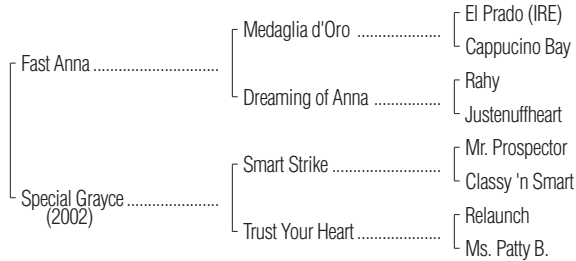 El Prado (IRE)
Medaglia d'Oro ..................
Cappucino Bay
Fast Anna ...........................
Rahy
Dreaming of Anna ..............
Justenuffheart
Mr. Prospector
Smart Strike .......................
Classy 'n Smart
Special Grayce ...................
(2002)
Relaunch
Trust Your Heart .................
Ms. Patty B.